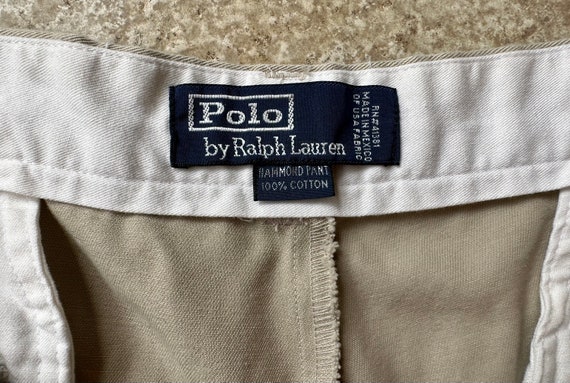 Polo
by Ralph Lauren
RN#41381
MADE IN MEXICO
OF USA FABRIC
HAMMOND PANT
100% COTTON